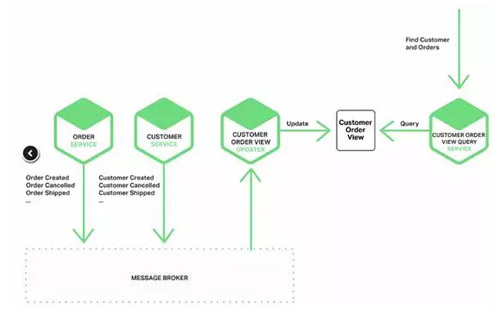 Find Customer
and Orders
ORDER
SERVICE
CUSTOMER
SERVICE
CUSTOMER
ORDER VIEW
UPDATER
Update
Customer
Order
View
Query
CUSTOMER ORDER
VIEW QUERY
SERVICE
Order Created
Order Cancelled
Order Shipped
...
Customer Created
Customer Cancelled
Customer Shipped
...
MESSAGE BROKER